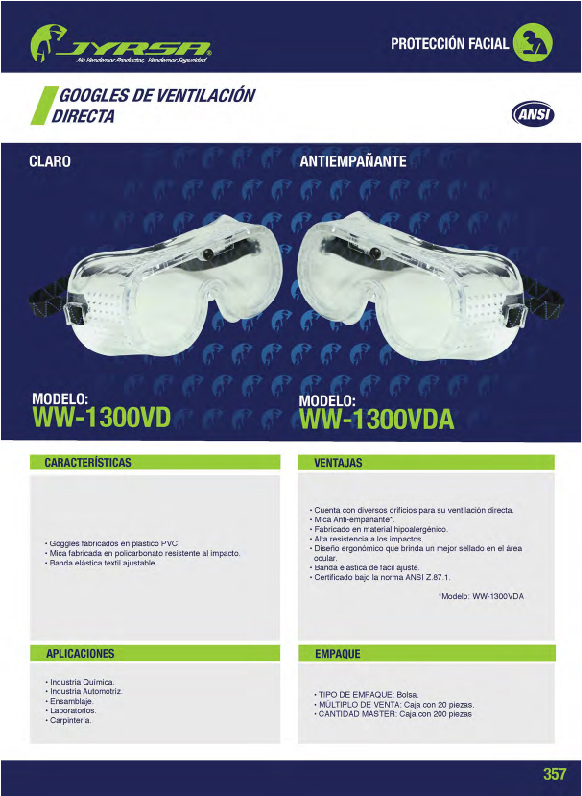 JYRSA®
No Vendemos Productos, Vendemos Seguridad
PROTECCIÓN FACIAL
GOOGLES DE VENTILACIÓN
DIRECTA
ANSI
CLARO
ANTIEMPAÑANTE
MODELO:
WW-1300VD
MODELO:
WW-1300VDA
CARACTERÍSTICAS
• Goggles fabricados en plástico PVC.
• Mica fabricada en policarbonato resistente al impacto.
• Banda elástica textil ajustable.
VENTAJAS
• Cuenta con diversos orificios para su ventilación directa.
• Mica Anti-empañante*.
• Fabricado en material hipoalergénico.
• Alta resistencia a los impactos.
• Diseño ergonómico que brinda un mejor sellado en el área
ocular.
• Banda elástica de fácil ajuste.
• Certificado bajo la norma ANSI Z.87.1.
*Modelo: WW-1300VDA
APLICACIONES
• Industria Química.
• Industria Automotriz.
• Ensamblaje.
• Laboratorios.
• Carpintería.
EMPAQUE
• TIPO DE EMPAQUE: Bolsa.
• MÚLTIPLO DE VENTA: Caja con 20 piezas.
• CANTIDAD MASTER: Caja con 200 piezas
357